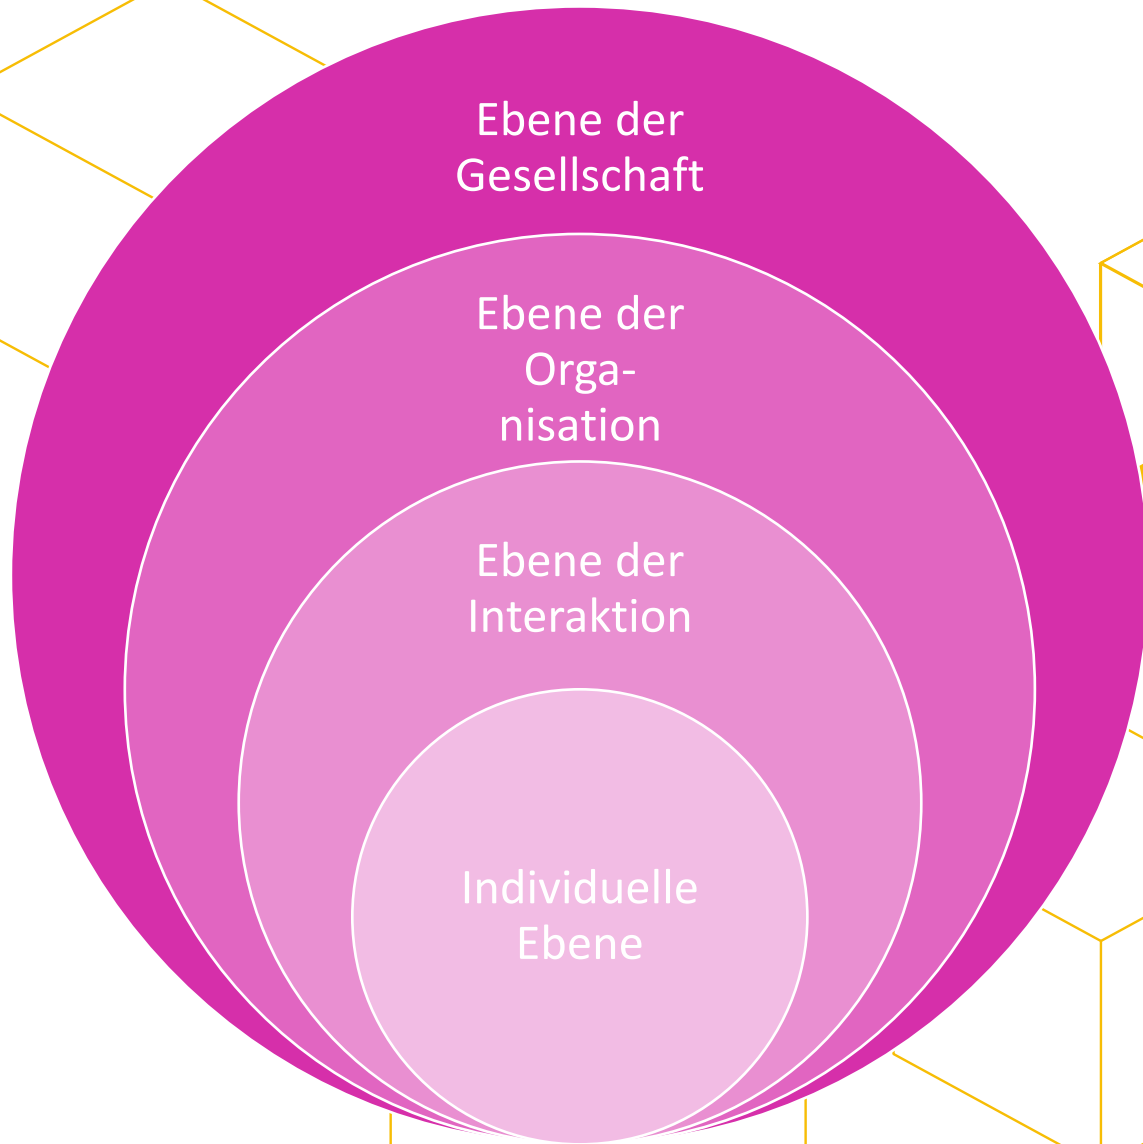 Ebene der
Gesellschaft
Ebene der
Orga-
nisation
Ebene der
Interaktion
Individuelle
Ebene